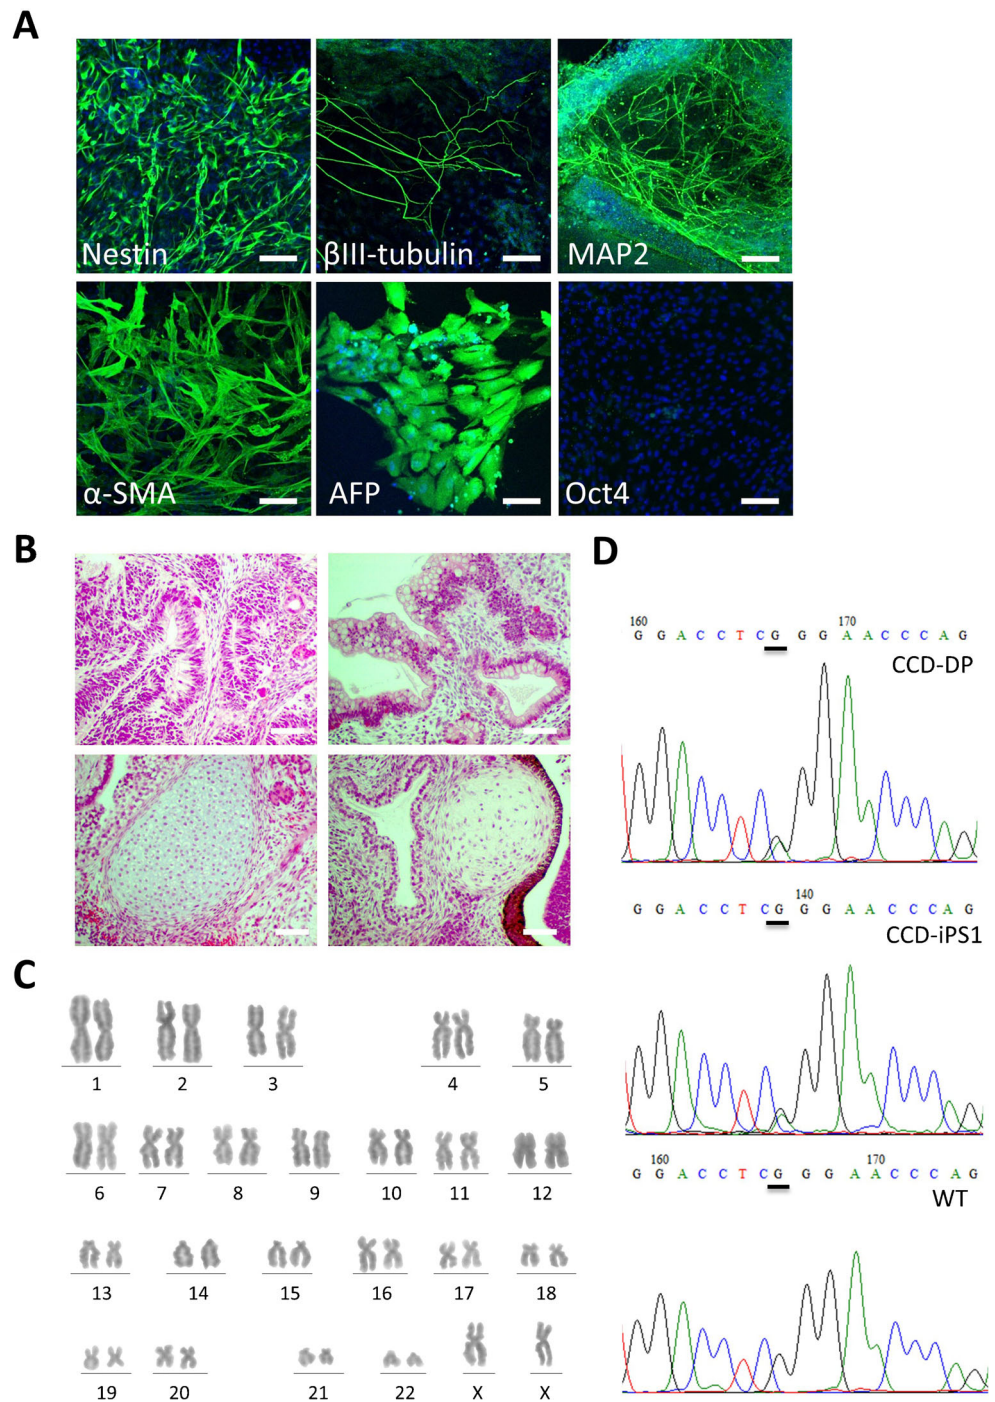 A
Nestin
βIII-tubulin
MAP2
α-SMA
AFP
Oct4
B
D
160 170
G G A C C T C G G G A A C C C A G
CCD-DP
140
G G A C C T C G G G A A C C C A G
CCD-iPS1
160 170
G G A C C T C G G G A A C C C A G
WT
C
1 2 3 4 5
6 7 8 9 10 11 12
13 14 15 16 17 18
19 20 21 22 X X